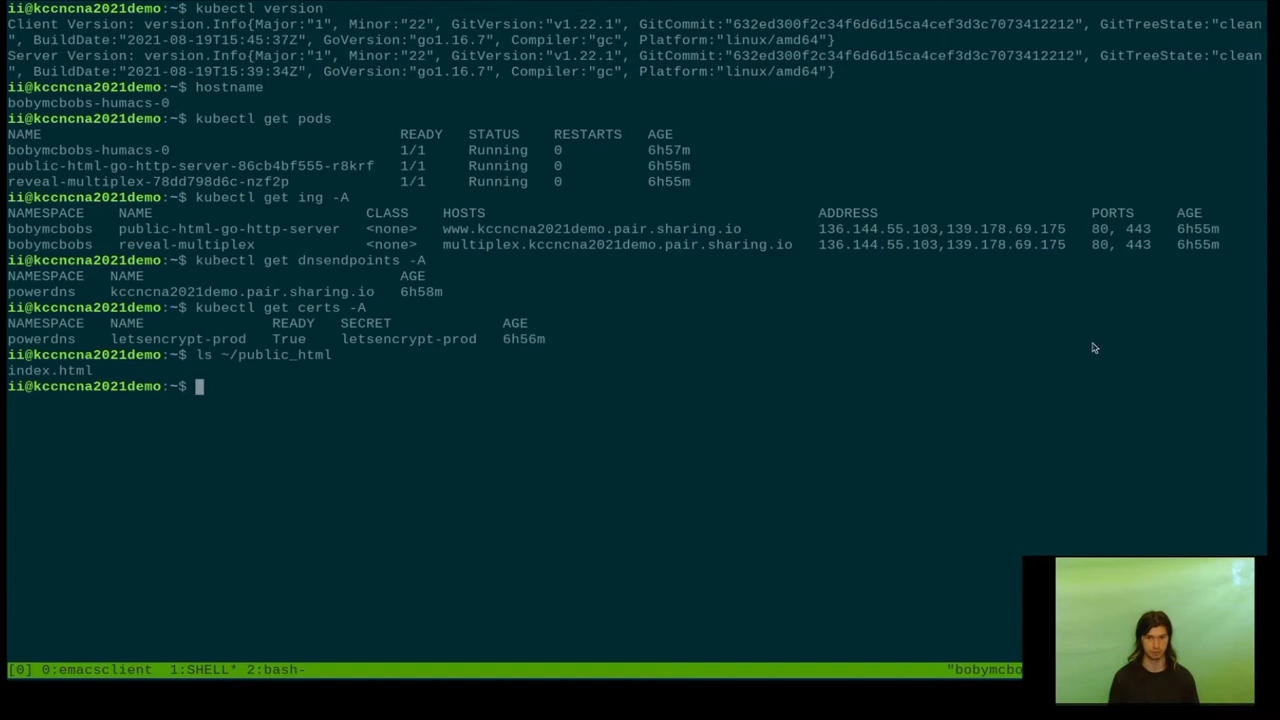 ii@kccncna2021demo:~$ kubectl version
Client Version: version.Info{Major:"1", Minor:"22", GitVersion:"v1.22.1", GitCommit:"632ed300f2c34f6d6d15ca4cef3d3c7073412212", GitTreeState:"clean
", BuildDate:"2021-08-19T15:45:37Z", GoVersion:"go1.16.7", Compiler:"gc", Platform:"linux/amd64"}
Server Version: version.Info{Major:"1", Minor:"22", GitVersion:"v1.22.1", GitCommit:"632ed300f2c34f6d6d15ca4cef3d3c7073412212", GitTreeState:"clean
", BuildDate:"2021-08-19T15:39:34Z", GoVersion:"go1.16.7", Compiler:"gc", Platform:"linux/amd64"}
ii@kccncna2021demo:~$ hostname
bobymcbobs-humacs-0
ii@kccncna2021demo:~$ kubectl get pods
NAME READY STATUS RESTARTS AGE
bobymcbobs-humacs-0 1/1 Running 0 6h57m
public-html-go-http-server-86cb4bf555-r8krf 1/1 Running 0 6h55m
reveal-multiplex-78dd798d6c-nzf2p 1/1 Running 0 6h55m
ii@kccncna2021demo:~$ kubectl get ing -A
NAMESPACE NAME CLASS HOSTS ADDRESS PORTS AGE
bobymcbobs public-html-go-http-server <none> www.kccncna2021demo.pair.sharing.io 136.144.55.103,139.178.69.175 80, 443 6h55m
bobymcbobs reveal-multiplex <none> multiplex.kccncna2021demo.pair.sharing.io 136.144.55.103,139.178.69.175 80, 443 6h55m
ii@kccncna2021demo:~$ kubectl get dnsendpoints -A
NAMESPACE NAME AGE
powerdns kccncna2021demo.pair.sharing.io 6h58m
ii@kccncna2021demo:~$ kubectl get certs -A
NAMESPACE NAME READY SECRET AGE
powerdns letsencrypt-prod True letsencrypt-prod 6h56m
ii@kccncna2021demo:~$ ls ~/public_html
index.html
ii@kccncna2021demo:~$
[0] 0:emacsclient 1:SHELL* 2:bash- "bobymcbo